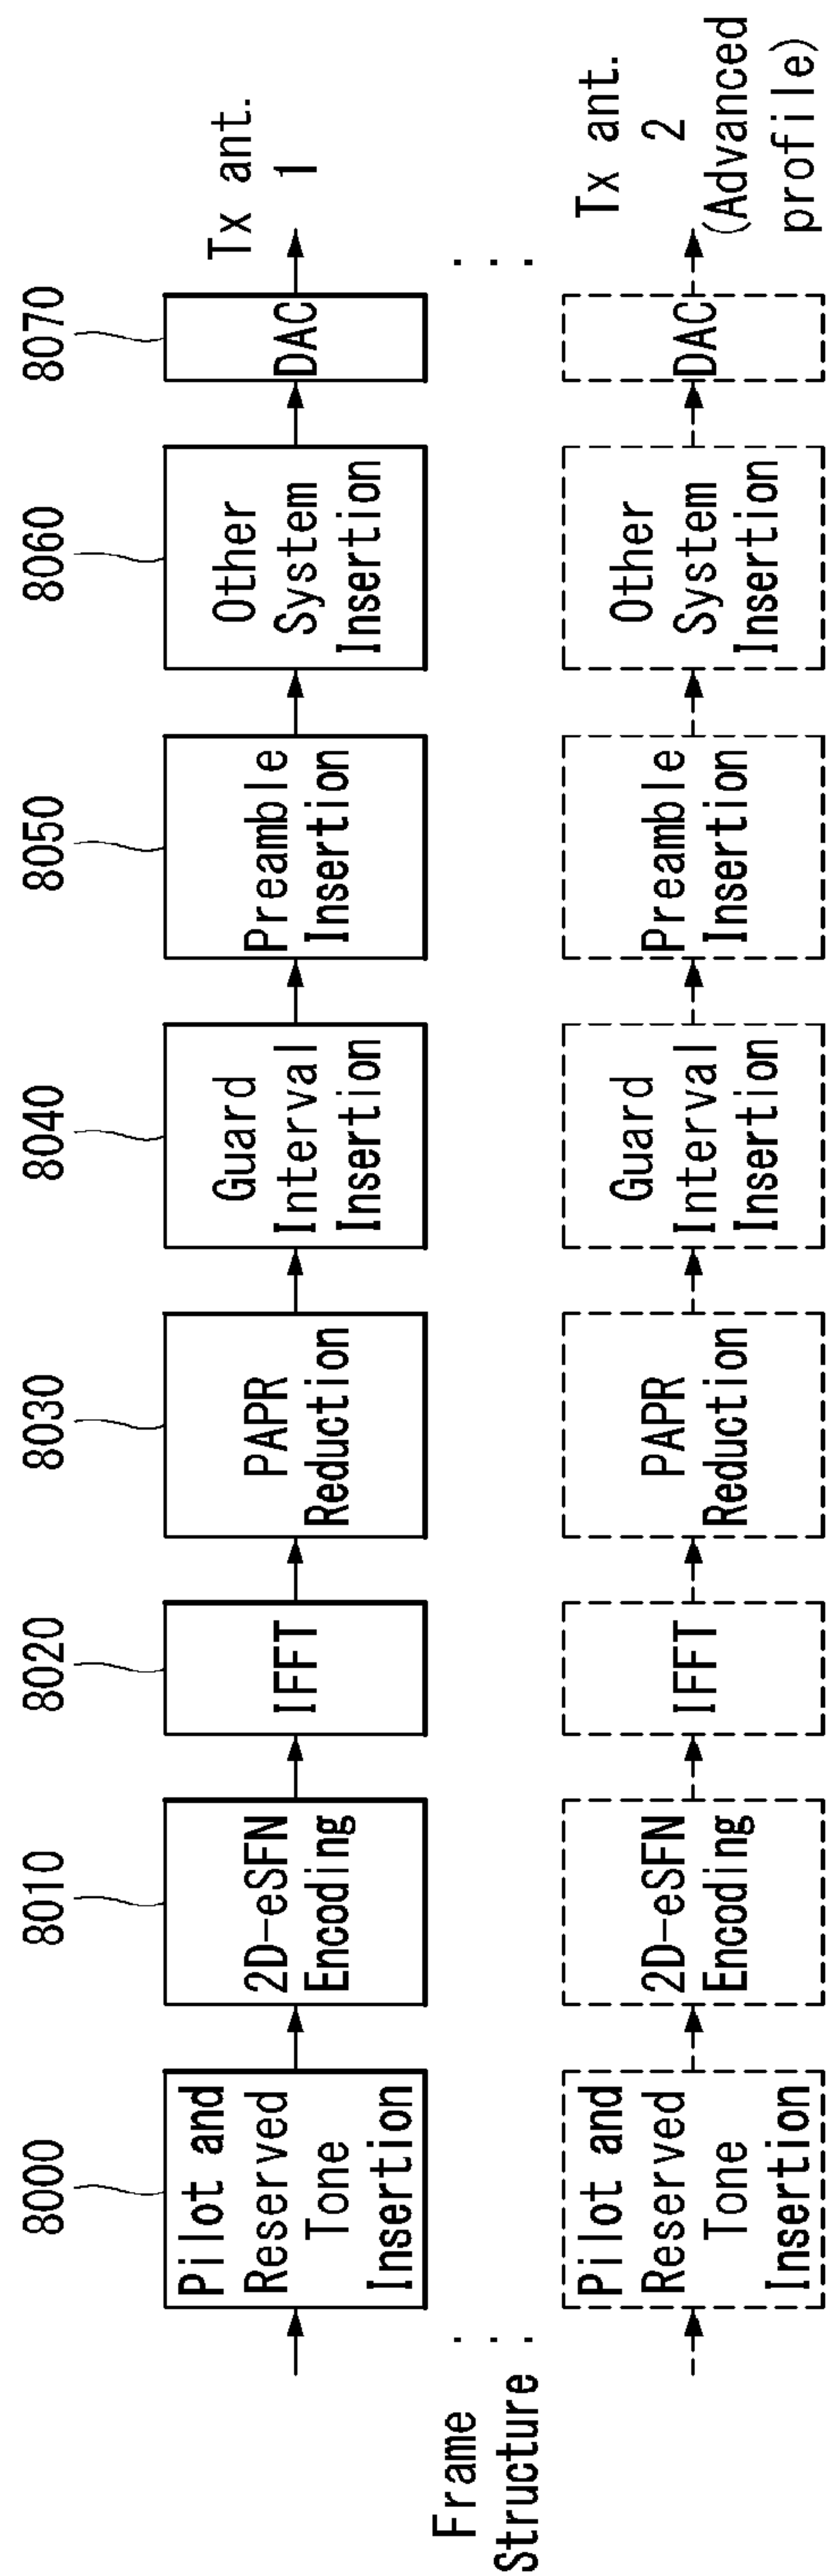 8000
8010
8020
8030
8040
8050
8060
8070
Pilot and
Reserved
Tone
Insertion
2D-eSFN
Encoding
IFFT
PAPR
Reduction
Guard
Interval
Insertion
Preamble
Insertion
Other
System
Insertion
DAC
Tx ant.
1
Frame
Structure
Pilot and
Reserved
Tone
Insertion
2D-eSFN
Encoding
IFFT
PAPR
Reduction
Guard
Interval
Insertion
Preamble
Insertion
Other
System
Insertion
DAC
Tx ant.
2
(Advanced
profile)